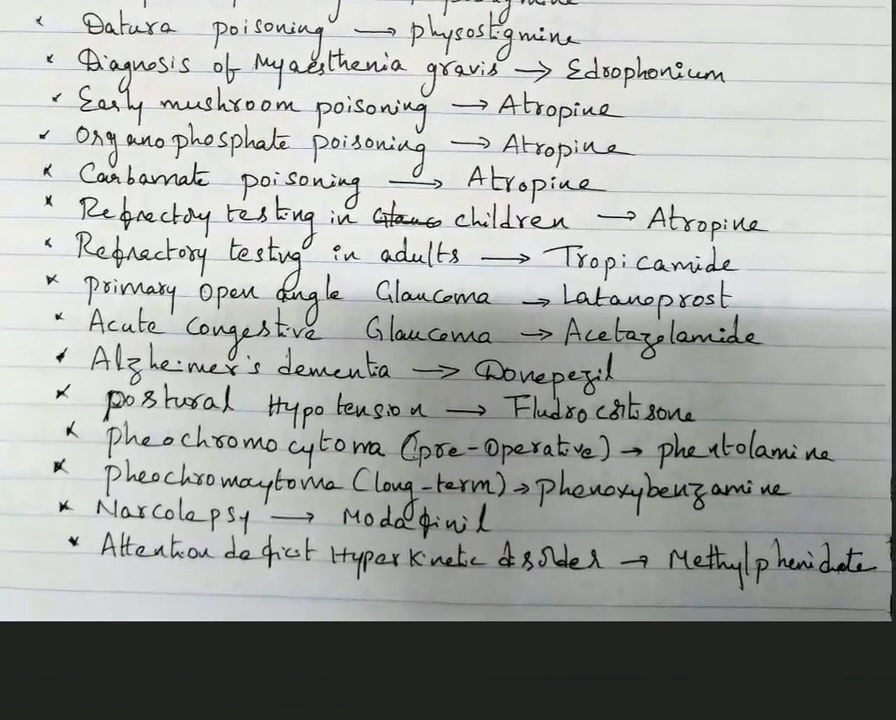 * Datura poisoning → physostigmine
* Diagnosis of Myaesthenia gravis → Edrophonium
* Early mushroom poisoning → Atropine
* Organophosphate poisoning → Atropine
* Carbamate poisoning → Atropine
* Refractory testing in children → Atropine
* Refractory testing in adults → Tropicamide
* primary open angle Glaucoma → Latanoprost
* Acute Congestive Glaucoma → Acetazolamide
* Alzheimer's dementia → Donepezil
* postural Hypotension → Fludrocortisone
* pheochromocytoma (pre-Operative) → phentolamine
* pheochromaytoma (long-term) → phenoxybenzamine
* Narcolepsy → Modafinil
* Attention deficit Hyperkinetic disorder → Methylphenidate